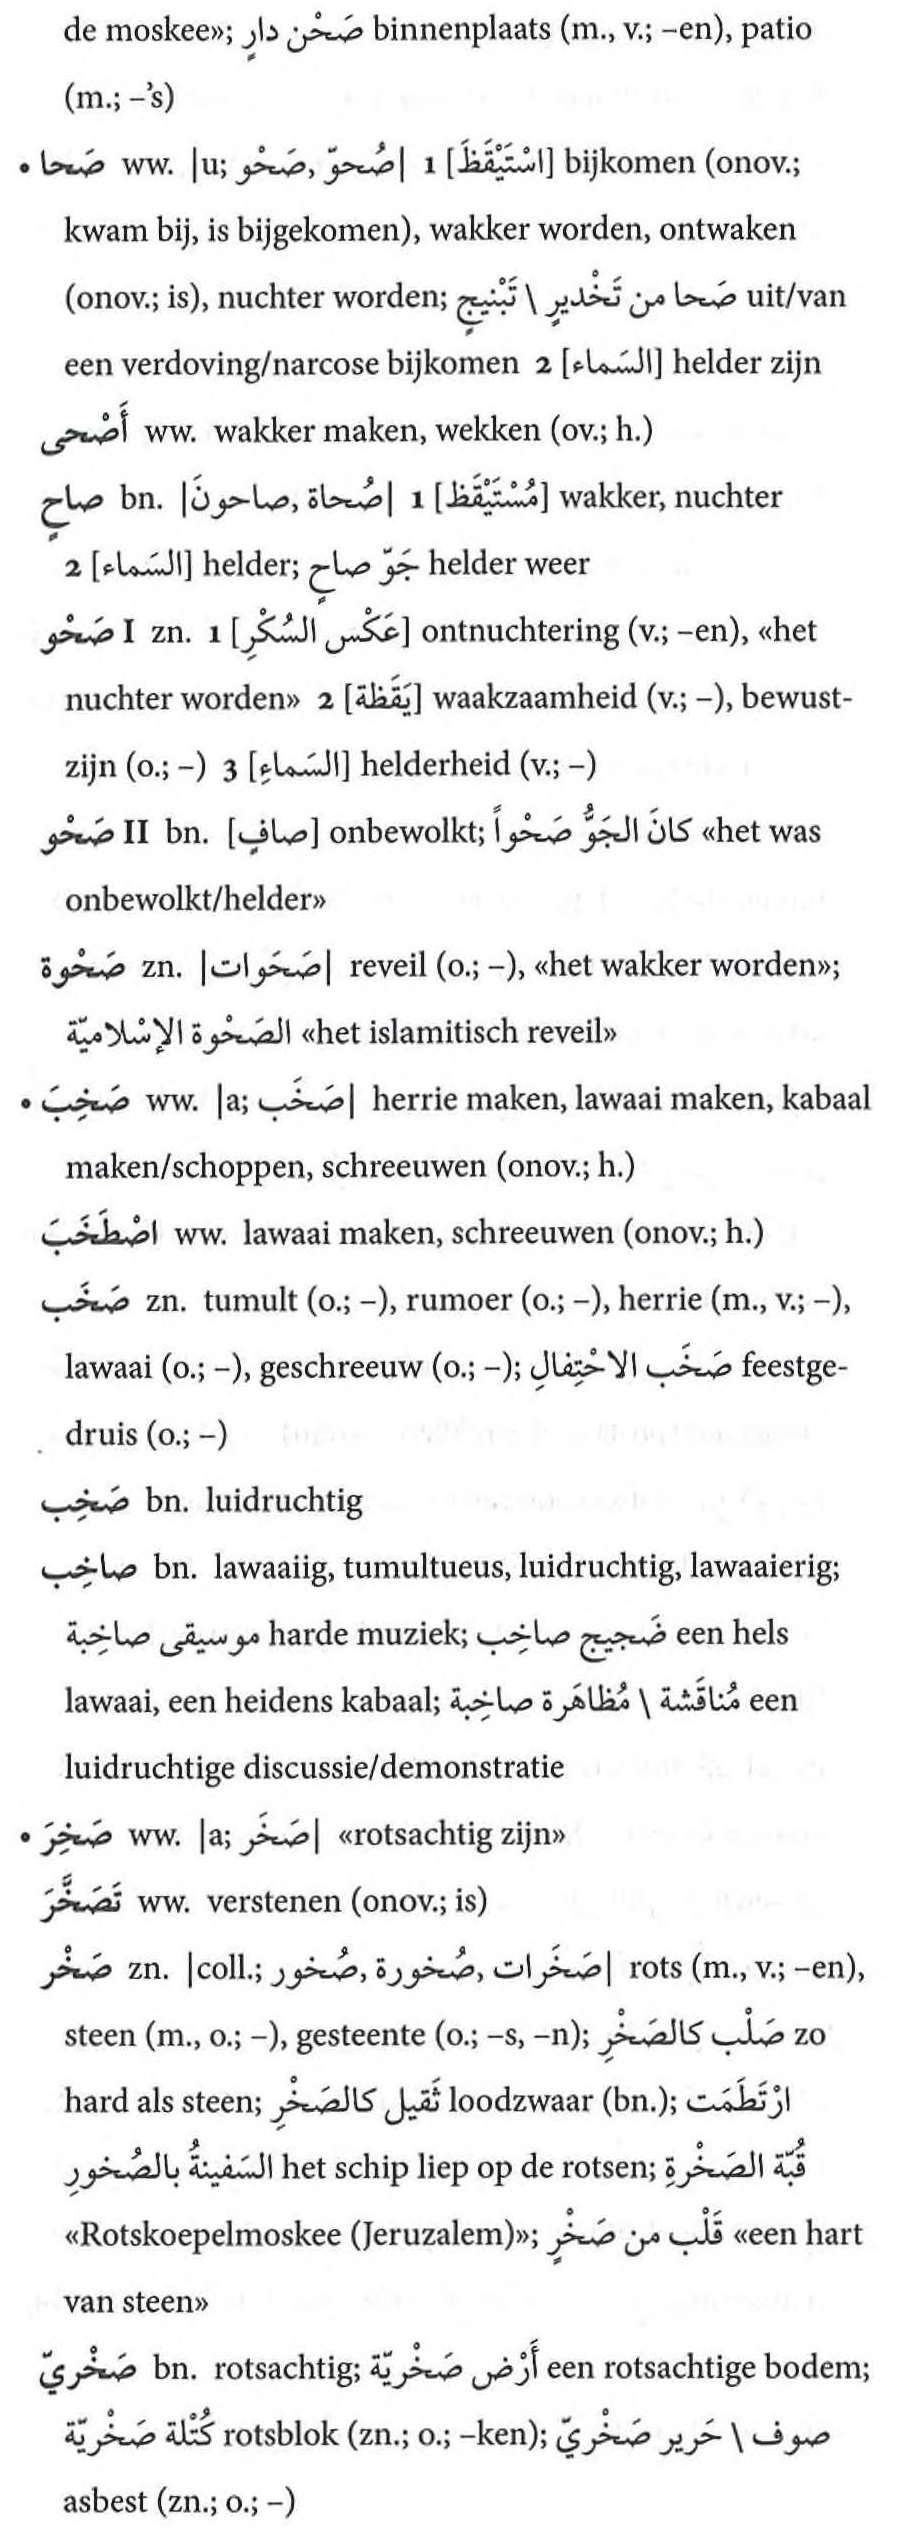 de moskee»; صَحْن دارٍ binnenplaats (m., v.; –en), patio
(m.; –’s)
• صَحا ww. |u; صَحْو, صُحوّ| 1 [اسْتَيْقَظَ] bijkomen (onov.;
kwam bij, is bijgekomen), wakker worden, ontwaken
(onov.; is), nuchter worden; صَحا من تَخْديرٍ \ تَبْنيجٍ uit/van
een verdoving/narcose bijkomen 2 [السَّماء] helder zijn
أَصْحى ww. wakker maken, wekken (ov.; h.)
صاحٍ bn. |صاحونَ, صُحاة| 1 [مُسْتَيْقَظ] wakker, nuchter
2 [السَّماء] helder; جَوّ صاحٍ helder weer
صَحْو I zn. 1 [عَكْس السُّكْرِ] ontnuchtering (v.; –en), «het
nuchter worden» 2 [يَقَظة] waakzaamheid (v.; –), bewust-
zijn (o.; –) 3 [السَّماءِ] helderheid (v.; –)
صَحْو II bn. [صافٍ] onbewolkt; كانَ الجَوُّ صَحْواً «het was
onbewolkt/helder»
صَحْوة zn. |صَحَوات| reveil (o.; –), «het wakker worden»;
الصَّحْوة الإسْلاميّة «het islamitisch reveil»
• صَخِبَ ww. |a; صَخَب| herrie maken, lawaai maken, kabaal
maken/schoppen, schreeuwen (onov.; h.)
اصْطَخَبَ ww. lawaai maken, schreeuwen (onov.; h.)
صَخَب zn. tumult (o.; –), rumoer (o.; –), herrie (m., v.; –),
lawaai (o.; –), geschreeuw (o.; –); صَخَب الاحْتِفالِ feestge-
druis (o.; –)
صَخِب bn. luidruchtig
صاخِب bn. lawaaiig, tumultueus, luidruchtig, lawaaierig;
موسيقى صاخِبة harde muziek; ضَجيج صاخِب een hels
lawaai, een heidens kabaal; مُناقَشة \ مُظاهَرة صاخِبة een
luidruchtige discussie/demonstratie
• صَخِرَ ww. |a; صَخَر| «rotsachtig zijn»
تَصَخَّرَ ww. verstenen (onov.; is)
صَخْر zn. |coll.; صُخور, صُخورة, صَخَرات| rots (m., v.; –en),
steen (m., o.; –), gesteente (o.; –s, –n); صَلْب كالصَّخْرِ zo
hard als steen; ثَقيل كالصَّخْرِ loodzwaar (bn.); ارْتَطَمَت
السَّفينةُ بالصُّخورِ het schip liep op de rotsen; قُبّة الصَّخْرةِ
«Rotskoepelmoskee (Jeruzalem)»; قَلْب من صَخْرٍ «een hart
van steen»
صَخْريّ bn. rotsachtig; أَرْض صَخْريّة een rotsachtige bodem;
كُتْلة صَخْريّة rotsblok (zn.; o.; –ken); صوف \ حَرير صَخْريّ
asbest (zn.; o.; –)